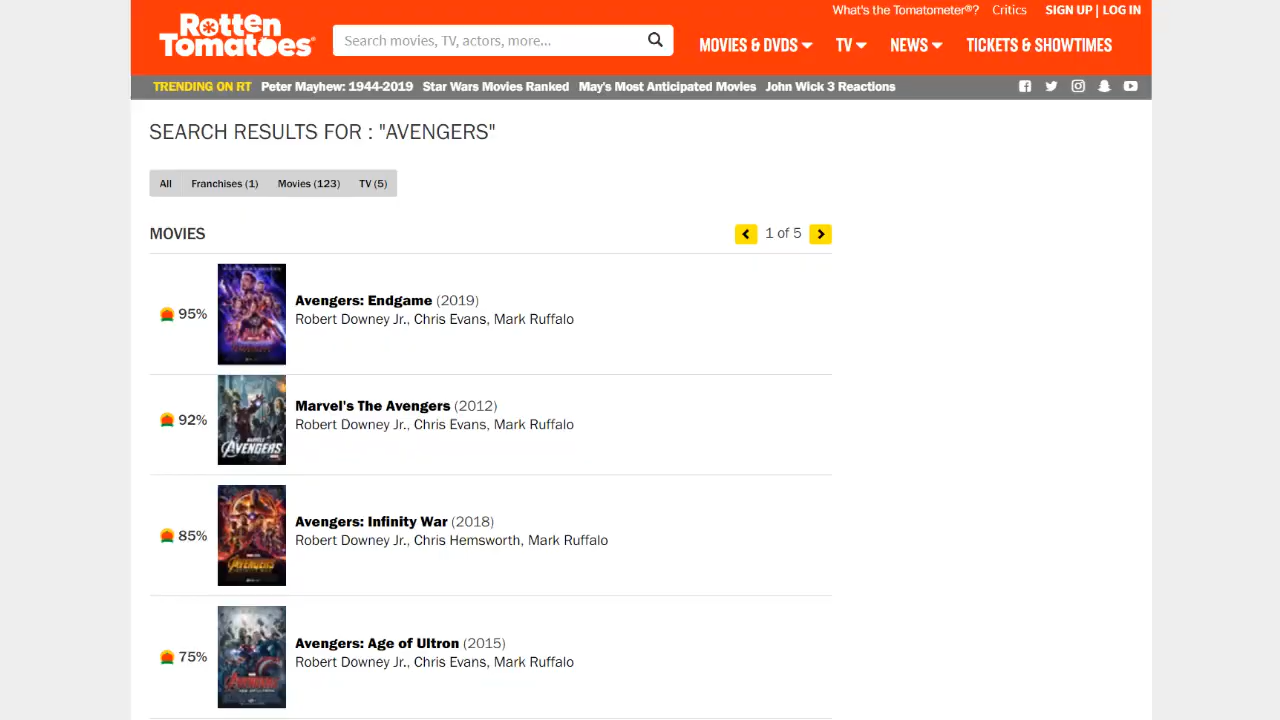 What's the Tomatometer®? Critics SIGN UP | LOG IN
Rotten
Tomatoes®
Search movies, TV, actors, more...
MOVIES & DVDS TV NEWS TICKETS & SHOWTIMES
TRENDING ON RT Peter Mayhew: 1944-2019 Star Wars Movies Ranked May's Most Anticipated Movies John Wick 3 Reactions
SEARCH RESULTS FOR : "AVENGERS"
All Franchises (1) Movies (123) TV (5)
MOVIES
1 of 5
95%
Avengers: Endgame (2019)
Robert Downey Jr., Chris Evans, Mark Ruffalo
92%
MARVEL'S
AVENGERS
Marvel's The Avengers (2012)
Robert Downey Jr., Chris Evans, Mark Ruffalo
85%
AVENGERS
Avengers: Infinity War (2018)
Robert Downey Jr., Chris Hemsworth, Mark Ruffalo
75%
Avengers: Age of Ultron (2015)
Robert Downey Jr., Chris Evans, Mark Ruffalo